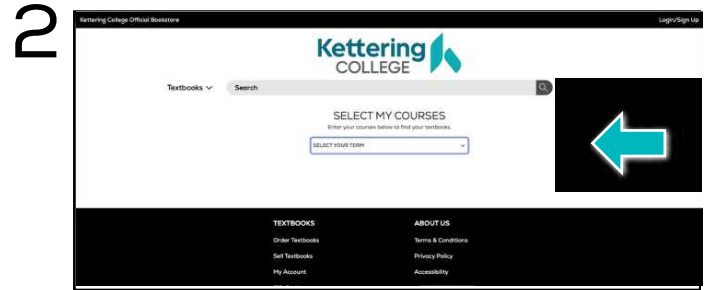 2
Kettering College Official Bookstore
Login/Sign Up
Kettering
COLLEGE
Textbooks
Search
SELECT MY COURSES
Enter your courses below to find your textbooks.
SELECT YOUR TERM
TEXTBOOKS
ABOUT US
Order Textbooks
Terms & Conditions
Sell Textbooks
Privacy Policy
My Account
Accessibility